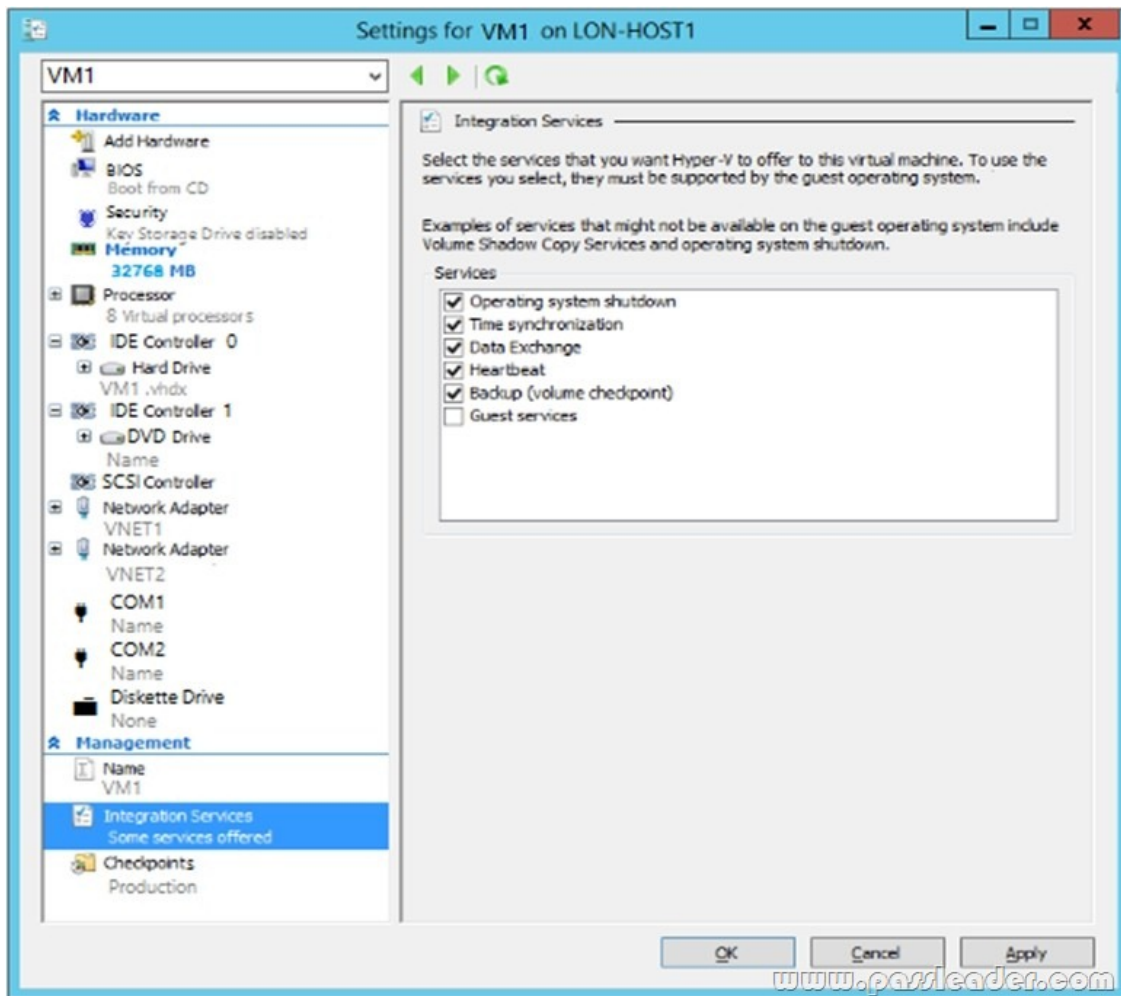 Settings for VM1 on LON-HOST1
VM1
Hardware
Add Hardware
BIOS
Boot from CD
Security
Key Storage Drive disabled
Memory
32768 MB
Processor
8 Virtual processors
IDE Controller 0
Hard Drive
VM1 .vhdx
IDE Controller 1
DVD Drive
Name
SCSI Controller
Network Adapter
VNET1
Network Adapter
VNET2
COM1
Name
COM2
Name
Diskette Drive
None
Management
Name
VM1
Integration Services
Some services offered
Checkpoints
Production
Integration Services
Select the services that you want Hyper-V to offer to this virtual machine. To use the
services you select, they must be supported by the guest operating system.
Examples of services that might not be available on the guest operating system include
Volume Shadow Copy Services and operating system shutdown.
Services
Operating system shutdown
Time synchronization
Data Exchange
Heartbeat
Backup (volume checkpoint)
Guest services
OK
Cancel
Apply
www.passleader.com